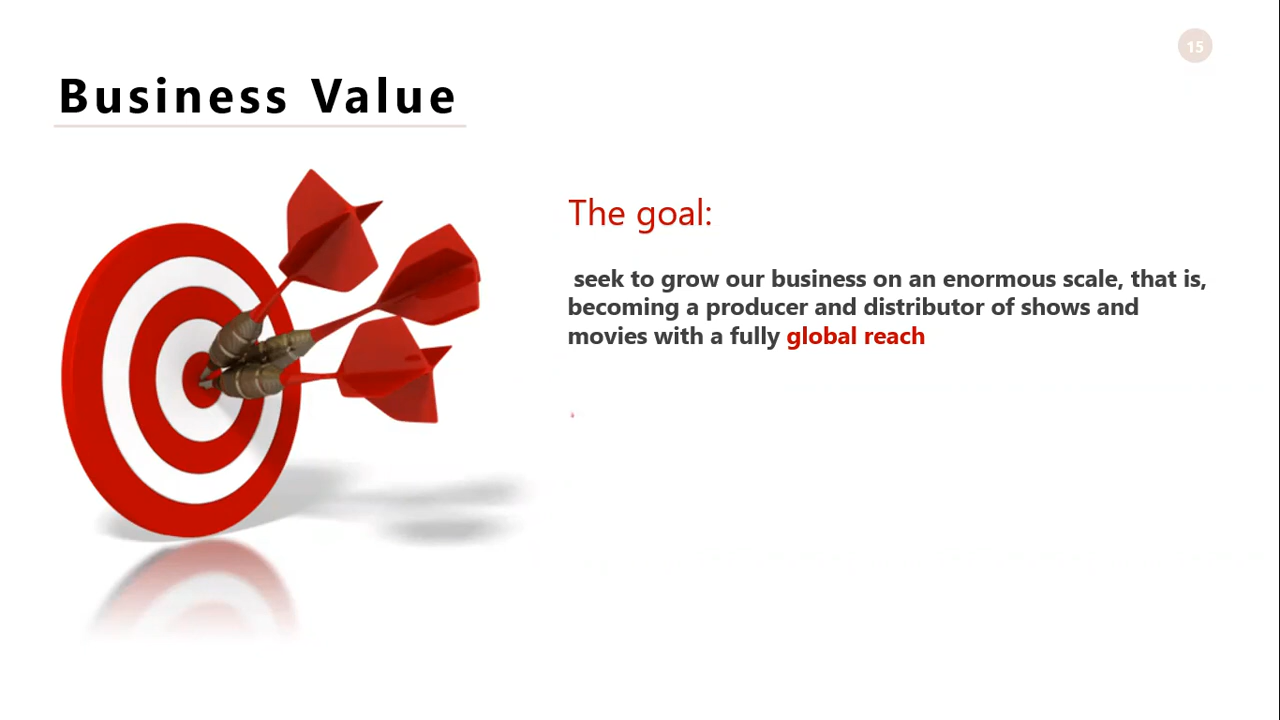 15
Business Value
The goal:
seek to grow our business on an enormous scale, that is,
becoming a producer and distributor of shows and
movies with a fully global reach